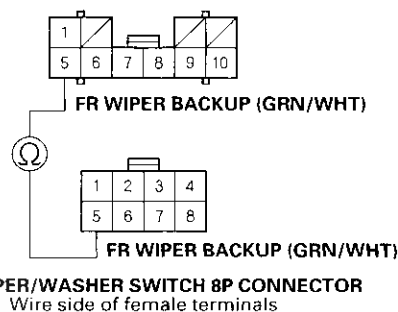 1
5 6 7 8 9 10
FR WIPER BACKUP (GRN/WHT)
Ω
1 2 3 4
5 6 7 8
FR WIPER BACKUP (GRN/WHT)
PER/WASHER SWITCH 8P CONNECTOR
Wire side of female terminals